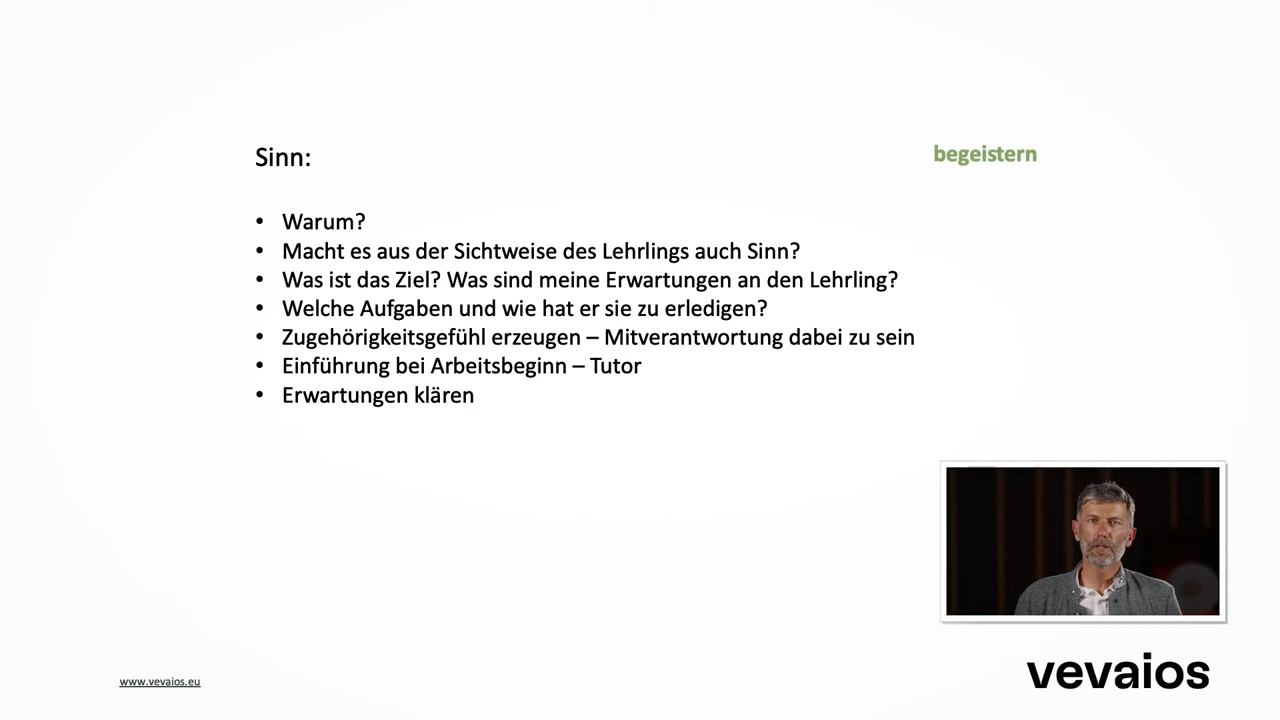 Sinn:
begeistern
• Warum?
• Macht es aus der Sichtweise des Lehrlings auch Sinn?
• Was ist das Ziel? Was sind meine Erwartungen an den Lehrling?
• Welche Aufgaben und wie hat er sie zu erledigen?
• Zugehörigkeitsgefühl erzeugen – Mitverantwortung dabei zu sein
• Einführung bei Arbeitsbeginn – Tutor
• Erwartungen klären
www.vevaios.eu
vevaios